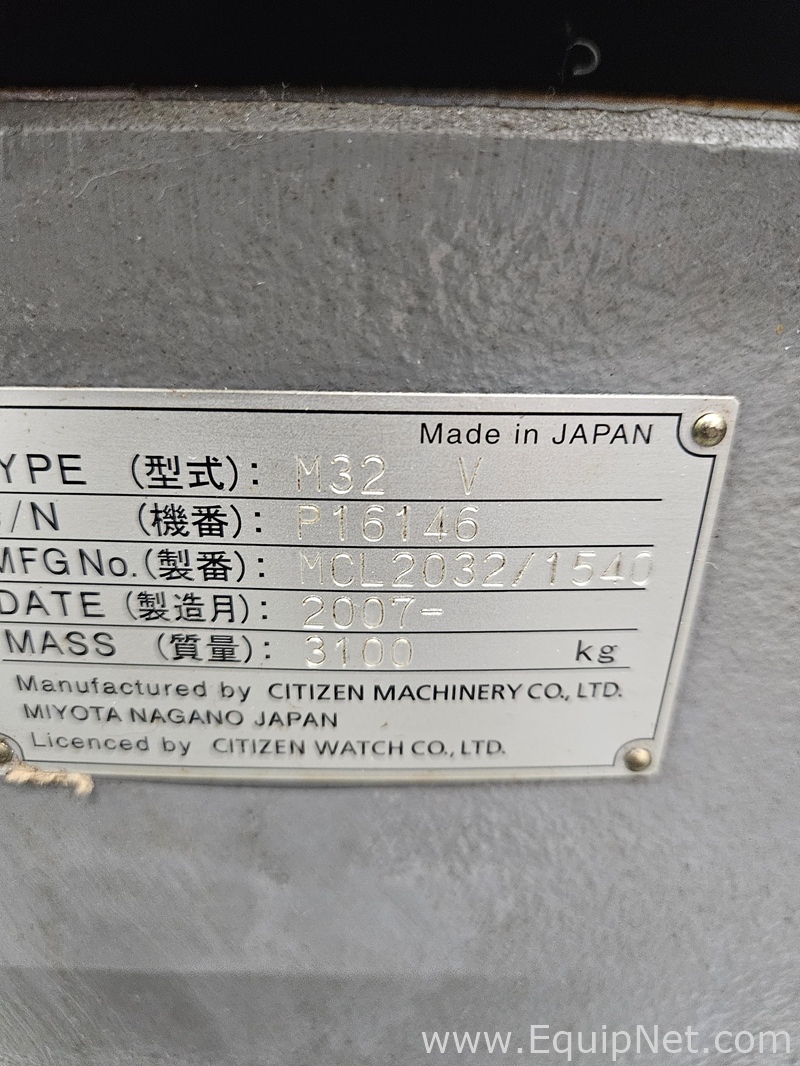 Made in JAPAN
YPE (型式): M32 V
/N (機番): P16146
MFG No. (製番): MCL2032/1540
DATE (製造月): 2007-
MASS (質量): 3100 kg
Manufactured by CITIZEN MACHINERY CO., LTD.
MIYOTA NAGANO JAPAN
Licenced by CITIZEN WATCH CO., LTD.
www.EquipNet.com